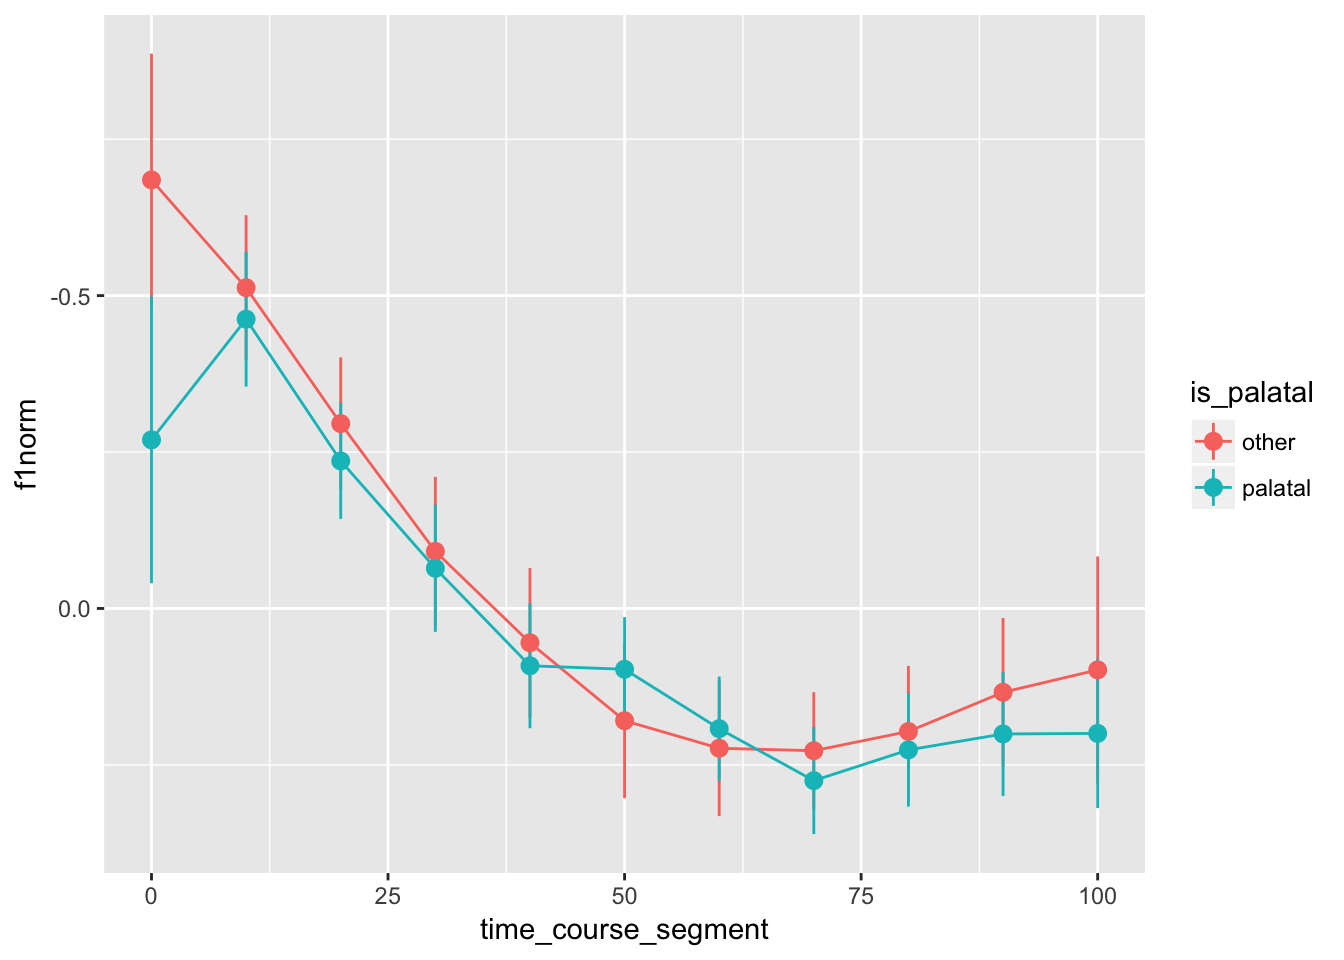 -0.5
0.0
f1norm
0
25
50
75
100
time_course_segment
is_palatal
other
palatal